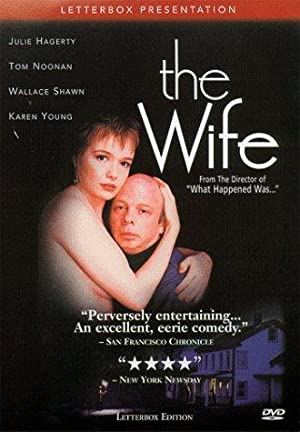 LETTERBOX PRESENTATION
JULIE HAGERTY
TOM NOONAN
WALLACE SHAWN
KAREN YOUNG
the
Wife
From The Director of
"What Happened Was..."
"Perversely entertaining...
An excellent, eerie comedy."
– SAN FRANCISCO CHRONICLE
"★★★★"
– NEW YORK NEWSDAY
LETTERBOX EDITION
DVD